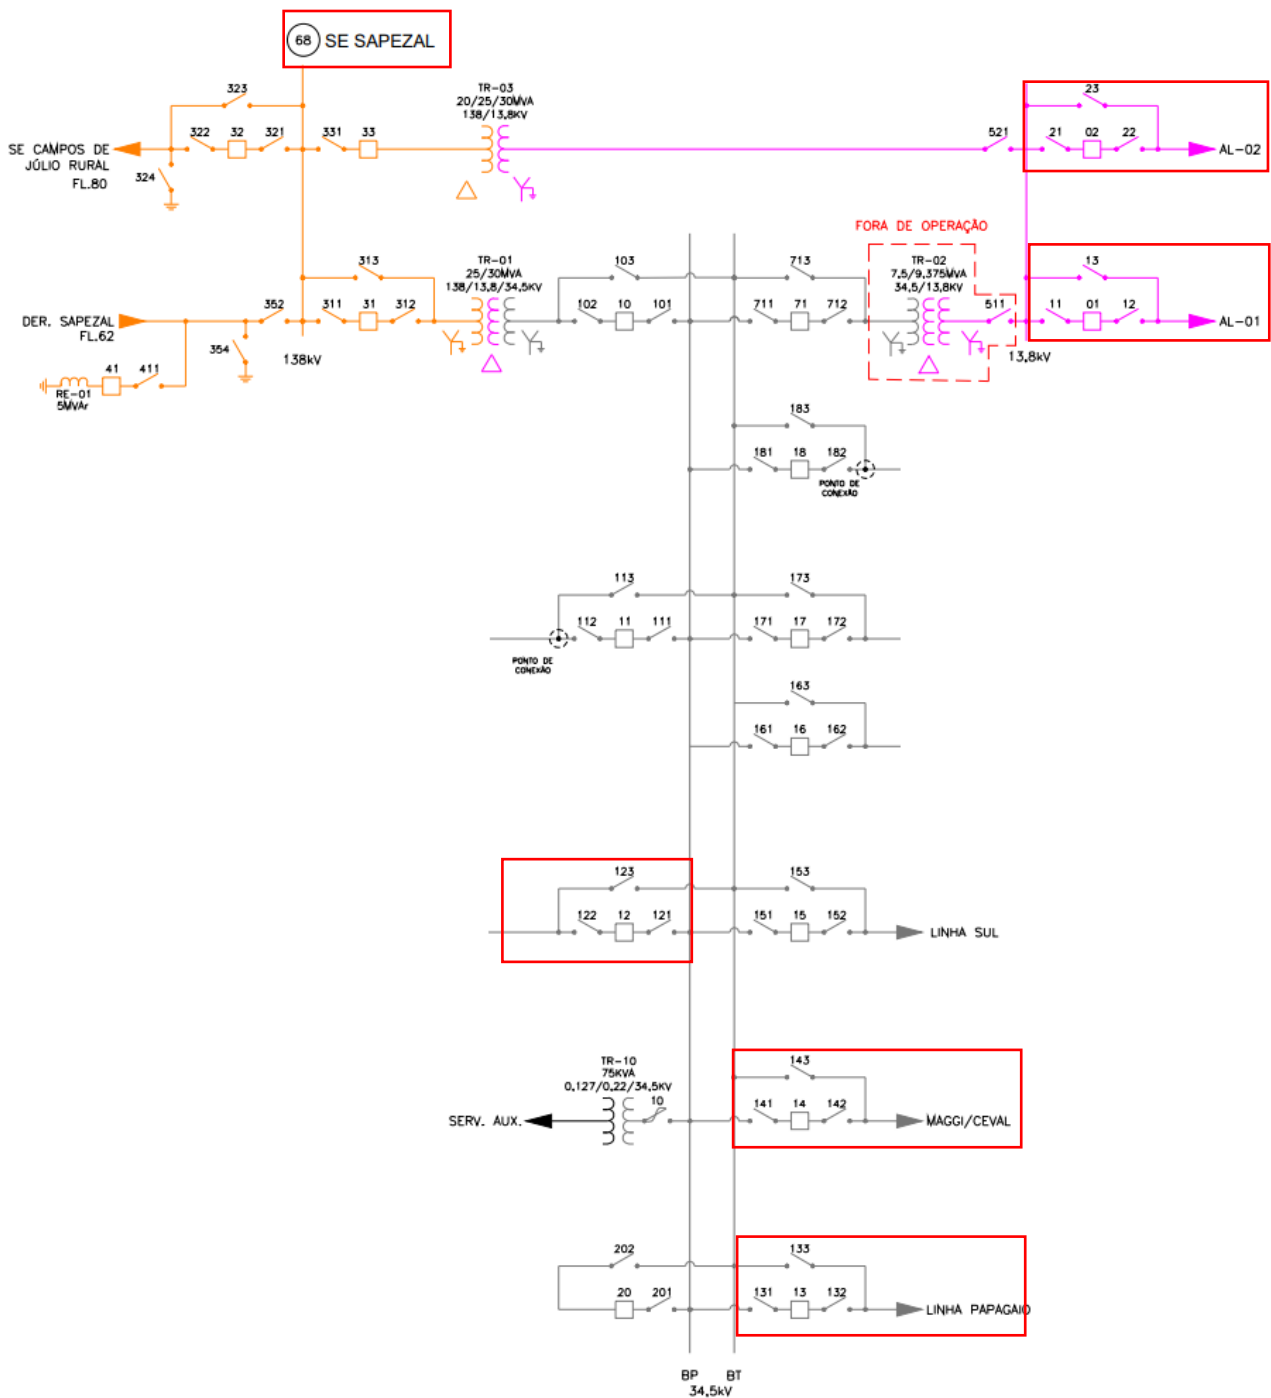 68 SE SAPEZAL
323
322 32 321 331 33
TR-03
20/25/30MVA
138/13.8kV
521
23
21 02 22
AL-02
SE CAMPOS DE
JÚLIO RURAL
FL.80
324
FORA DE OPERAÇÃO
313
TR-01
25/30MVA
138/13.8/34.5KV
103
713
TR-02
7.5/9.375MVA
34.5/13.8KV
13
352 311 31 312
102 10 101
711 71 712
511
11 01 12
AL-01
DER. SAPEZAL
FL.62
354
138kV
13,8kV
41 411
RE-01
5MVAr
183
181 18 182
PONTO DE
CONEXÃO
113
173
112 11 111
171 17 172
PONTO DE
CONEXÃO
163
161 16 162
123
153
122 12 121
151 15 152
LINHA SUL
TR-10
75KVA
0.127/0.22/34.5KV
10
143
141 14 142
SERV. AUX.
MAGGI/CEVAL
202
133
20 201
131 13 132
LINHA PAPAGAIO
BP BT
34,5kV